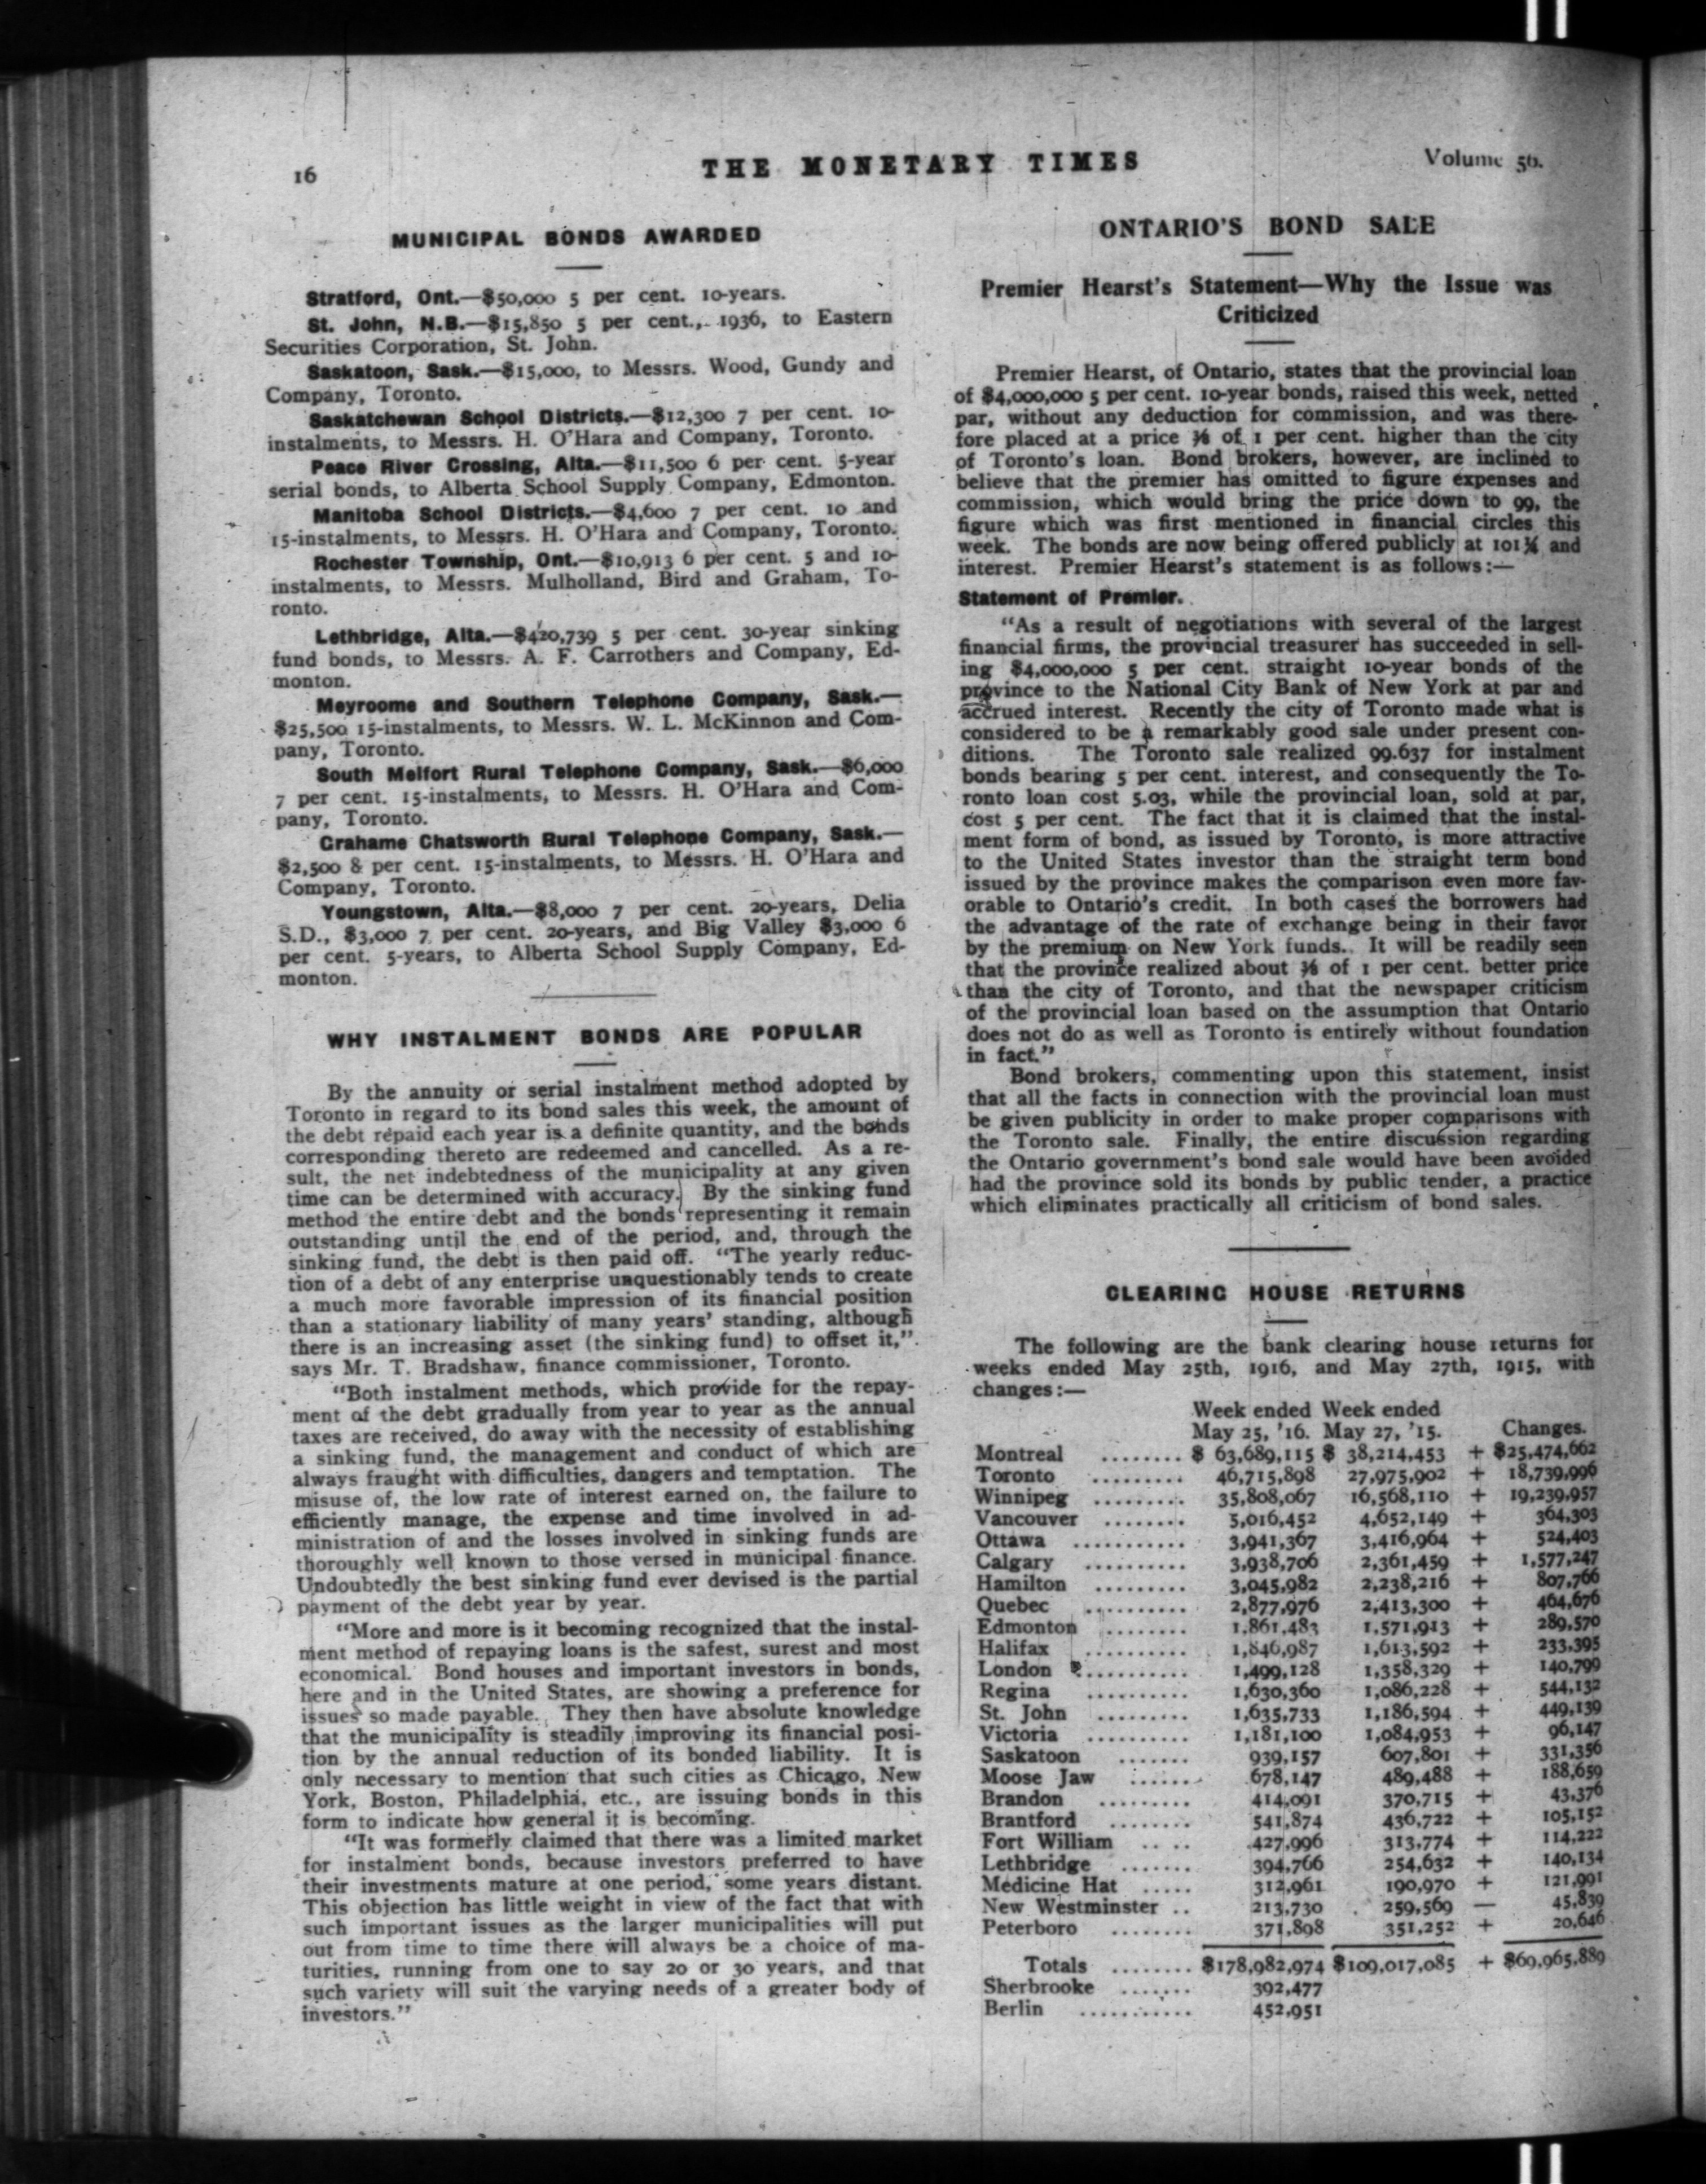 16
THE MONETARY TIMES
Volume 56.
MUNICIPAL BONDS AWARDED
Stratford, Ont.—$50,000 5 per cent. 10-years.
St. John, N.B.—$15,850 5 per cent., 1936, to Eastern
Securities Corporation, St. John.
Saskatoon, Sask.—$15,000, to Messrs. Wood, Gundy and
Company, Toronto.
Saskatchewan School Districts.—$12,300 7 per cent. 10-
instalments, to Messrs. H. O'Hara and Company, Toronto.
Peace River Crossing, Alta.—$11,500 6 per cent. 5-year
serial bonds, to Alberta School Supply Company, Edmonton.
Manitoba School Districts.—$4,600 7 per cent. 10 and
15-instalments, to Messrs. H. O'Hara and Company, Toronto.
Rochester Township, Ont.—$10,913 6 per cent. 5 and 10-
instalments, to Messrs. Mulholland, Bird and Graham, To-
ronto.
Lethbridge, Alta.—$420,739 5 per cent. 30-year sinking
fund bonds, to Messrs. A. F. Carrothers and Company, Ed-
monton.
Meyroome and Southern Telephone Company, Sask.—
$25,500 15-instalments, to Messrs. W. L. McKinnon and Com-
pany, Toronto.
South Melfort Rural Telephone Company, Sask.—$6,000
7 per cent. 15-instalments, to Messrs. H. O'Hara and Com-
pany, Toronto.
Grahame Chatsworth Rural Telephone Company, Sask.—
$2,500 8 per cent. 15-instalments, to Messrs. H. O'Hara and
Company, Toronto.
Youngstown, Alta.—$8,000 7 per cent. 20-years, Delia
S.D., $3,000 7 per cent. 20-years, and Big Valley $3,000 6
per cent. 5-years, to Alberta School Supply Company, Ed-
monton.
WHY INSTALMENT BONDS ARE POPULAR
By the annuity or serial instalment method adopted by
Toronto in regard to its bond sales this week, the amount of
the debt repaid each year is a definite quantity, and the bonds
corresponding thereto are redeemed and cancelled. As a re-
sult, the net indebtedness of the municipality at any given
time can be determined with accuracy. By the sinking fund
method the entire debt and the bonds representing it remain
outstanding until the end of the period, and, through the
sinking fund, the debt is then paid off. "The yearly reduc-
tion of a debt of any enterprise unquestionably tends to create
a much more favorable impression of its financial position
than a stationary liability of many years' standing, although
there is an increasing asset (the sinking fund) to offset it,"
says Mr. T. Bradshaw, finance commissioner, Toronto.
"Both instalment methods, which provide for the repay-
ment of the debt gradually from year to year as the annual
taxes are received, do away with the necessity of establishing
a sinking fund, the management and conduct of which are
always fraught with difficulties, dangers and temptation. The
misuse of, the low rate of interest earned on, the failure to
efficiently manage, the expense and time involved in ad-
ministration of and the losses involved in sinking funds are
thoroughly well known to those versed in municipal finance.
Undoubtedly the best sinking fund ever devised is the partial
payment of the debt year by year.
"More and more is it becoming recognized that the instal-
ment method of repaying loans is the safest, surest and most
economical. Bond houses and important investors in bonds,
here and in the United States, are showing a preference for
issues so made payable. They then have absolute knowledge
that the municipality is steadily improving its financial posi-
tion by the annual reduction of its bonded liability. It is
only necessary to mention that such cities as Chicago, New
York, Boston, Philadelphia, etc., are issuing bonds in this
form to indicate how general it is becoming.
"It was formerly claimed that there was a limited market
for instalment bonds, because investors preferred to have
their investments mature at one period, some years distant.
This objection has little weight in view of the fact that with
such important issues as the larger municipalities will put
out from time to time there will always be a choice of ma-
turities, running from one to say 20 or 30 years, and that
such variety will suit the varying needs of a greater body of
investors."
ONTARIO'S BOND SALE
Premier Hearst's Statement—Why the Issue was
Criticized
Premier Hearst, of Ontario, states that the provincial loan
of $4,000,000 5 per cent. 10-year bonds, raised this week, netted
par, without any deduction for commission, and was there-
fore placed at a price ⅜ of 1 per cent. higher than the city
of Toronto's loan. Bond brokers, however, are inclined to
believe that the premier has omitted to figure expenses and
commission, which would bring the price down to 99, the
figure which was first mentioned in financial circles this
week. The bonds are now being offered publicly at and
interest. Premier Hearst's statement is as follows:—
Statement of Premier.
"As a result of negotiations with several of the largest
financial firms, the provincial treasurer has succeeded in sell-
ing $4,000,000 5 per cent. straight 10-year bonds of the
province to the National City Bank of New York at par and
accrued interest. Recently the city of Toronto made what is
considered to be a remarkably good sale under present con-
ditions. The Toronto sale realized 99.637 for instalment
bonds bearing 5 per cent. interest, and consequently the To-
ronto loan cost 5.03, while the provincial loan, sold at par,
cost 5 per cent. The fact that it is claimed that the instal-
ment form of bond, as issued by Toronto, is more attractive
to the United States investor than the straight term bond
issued by the province makes the comparison even more fav-
orable to Ontario's credit. In both cases the borrowers had
the advantage of the rate of exchange being in their favor
by the premium on New York funds. It will be readily seen
that the province realized about ⅜ of 1 per cent. better price
than the city of Toronto, and that the newspaper criticism
of the provincial loan based on the assumption that Ontario
does not do as well as Toronto is entirely without foundation
in fact."
Bond brokers, commenting upon this statement, insist
that all the facts in connection with the provincial loan must
be given publicity in order to make proper comparisons with
the Toronto sale. Finally, the entire discussion regarding
the Ontario government's bond sale would have been avoided
had the province sold its bonds by public tender, a practice
which eliminates practically all criticism of bond sales.
CLEARING HOUSE RETURNS
The following are the bank clearing house returns for
weeks ended May 25th, 1916, and May 27th, 1915, with
changes:—
Week ended Week ended
May 25, '16. May 27, '15. Changes.
Montreal ........ $ 63,689,115 $ 38,214,453 + $25,474,662
Toronto ......... 46,715,898 27,975,902 + 18,739,996
Winnipeg ......... 35,808,067 16,568,110 + 19,239,957
Vancouver ........ 5,016,452 4,652,149 + 364,303
Ottawa ........... 3,941,367 3,416,964 + 524,403
Calgary .......... 3,938,706 2,361,459 + 1,577,247
Hamilton ......... 3,045,982 2,238,216 + 807,766
Quebec .......... 2,877,976 2,413,300 + 464,676
Edmonton ........ 1,861,483 1,571,913 + 289,570
Halifax .......... 1,846,987 1,613,592 + 233,395
London .......... 1,499,128 1,358,329 + 140,799
Regina .......... 1,630,360 1,086,228 + 544,132
St. John ......... 1,635,733 1,186,594 + 449,139
Victoria .......... 1,181,100 1,084,953 + 96,147
Saskatoon ....... 939,157 607,801 + 331,356
Moose Jaw ....... 678,147 489,488 + 188,659
Brandon ......... 414,091 370,715 + 43,376
Brantford ........ 541,874 436,722 + 105,152
Fort William .... 427,996 313,774 + 114,222
Lethbridge ....... 394,766 254,632 + 140,134
Medicine Hat ..... 312,961 190,970 + 121,991
New Westminster .. 213,730 259,569 — 45,839
Peterboro ........ 371,898 351,252 + 20,646
Totals ........ $178,982,974 $109,017,085 + $69,965,889
Sherbrooke ....... 392,477
Berlin ........... 452,951